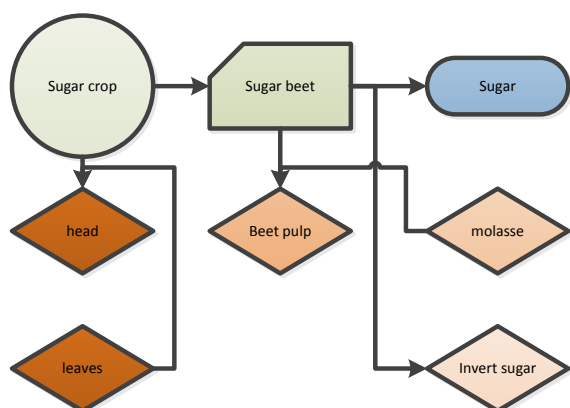 Sugar crop
Sugar beet
Sugar
head
Beet pulp
molasse
leaves
Invert sugar